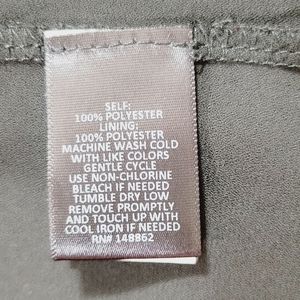 SELF:
100% POLYESTER
LINING:
100% POLYESTER
MACHINE WASH COLD
WITH LIKE COLORS
GENTLE CYCLE
USE NON-CHLORINE
BLEACH IF NEEDED
TUMBLE DRY LOW
REMOVE PROMPTLY
AND TOUCH UP WITH
COOL IRON IF NEEDED
RN# 148862